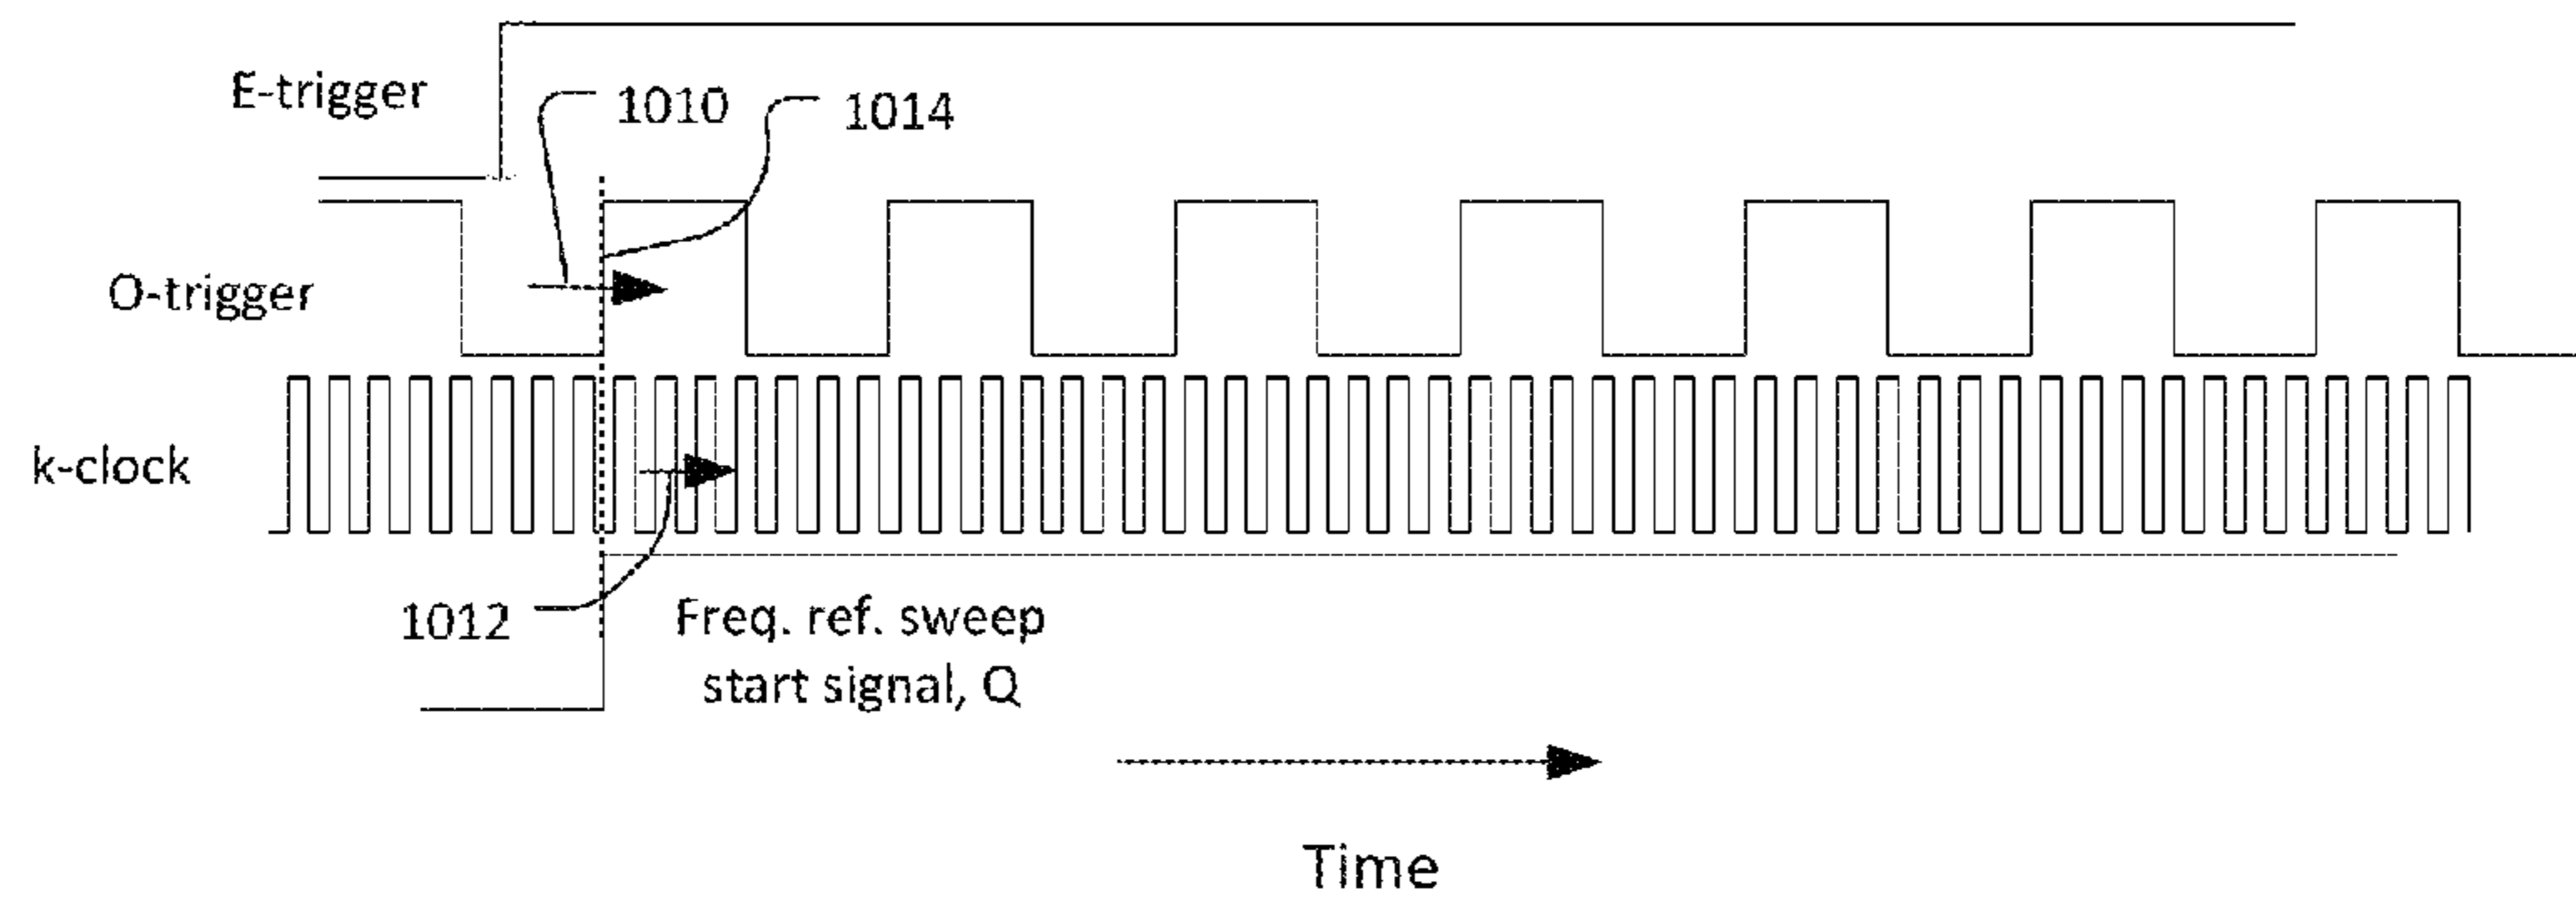 E-trigger
1010
1014
O-trigger
k-clock
1012
Freq. ref. sweep
start signal, Q
Time